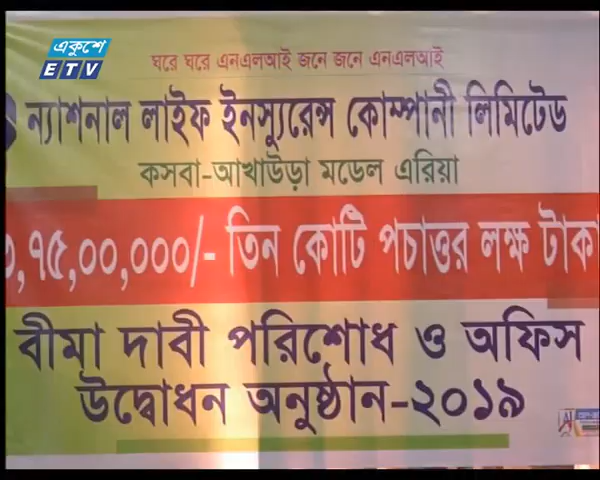 একুশে
ETV
ঘরে ঘরে এনএলআই জনে জনে এনএলআই
ন্যাশনাল লাইফ ইনস্যুরেন্স কোম্পানী লিমিটেড
কসবা-আখাউড়া মডেল এরিয়া
৩,৭৫,০০,০০০/- তিন কোটি পচাত্তর লক্ষ টাকা
বীমা দাবী পরিশোধ ও অফিস
উদ্বোধন অনুষ্ঠান-২০১৯